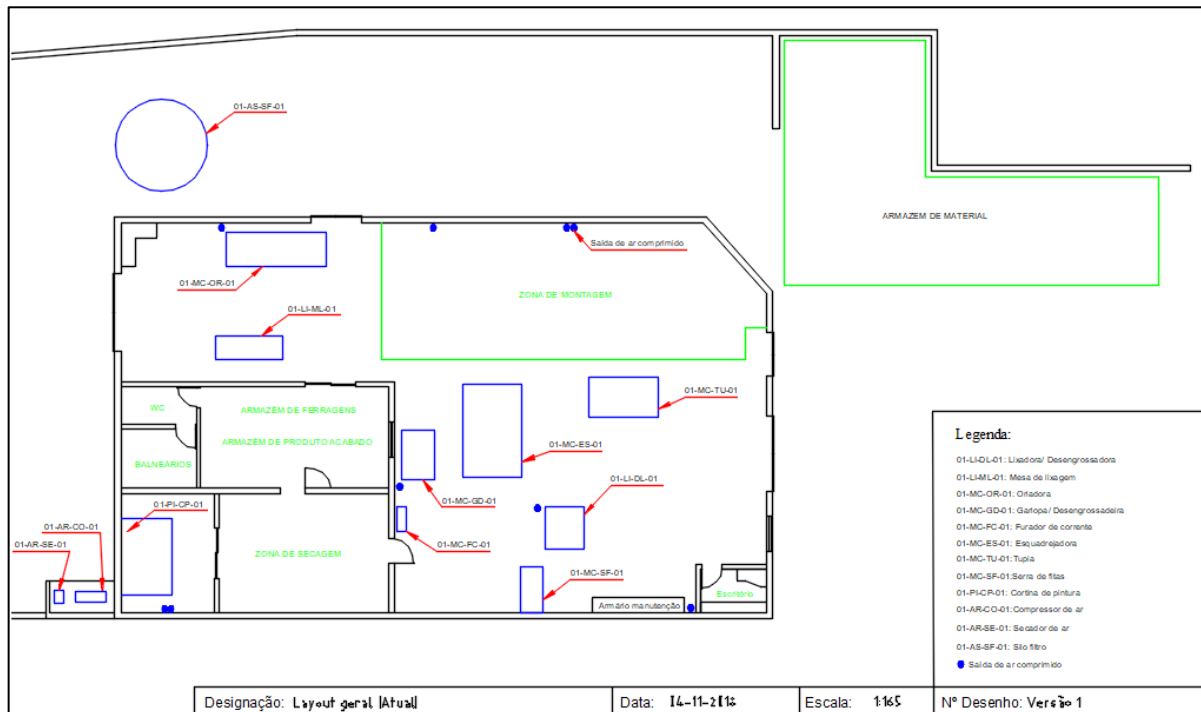 01-AS-SF-01
ARMAZEM DE MATERIAL
Saída de ar comprimido
01-MC-OR-01
ZONA DE MONTAGEM
01-LI-ML-01
01-MC-TU-01
WC
ARMAZÉM DE FERRAGENS
ARMAZÉM DE PRODUTO ACABADO
01-MC-ES-01
BALNEÁRIOS
01-LI-DL-01
01-MC-GD-01
01-PI-CP-01
01-AR-CO-01
01-AR-SE-01
01-MC-FC-01
ZONA DE SECAGEM
01-MC-SF-01
Armário manutenção
Escritório
Legenda:
01-LI-DL-01: Lixadora/ Desengrossadora
01-LI-ML-01: Mesa de lixagem
01-MC-OR-01: Orladora
01-MC-GD-01: Garlopa/ Desengrossadeira
01-MC-FC-01: Furador de corrente
01-MC-ES-01: Esquadrejadora
01-MC-TU-01: Tupia
01-MC-SF-01:Serra de fitas
01-PI-CP-01: Cortina de pintura
01-AR-CO-01:Compressor de ar
01-AR-SE-01: Secador de ar
01-AS-SF-01: Silo filtro
Saída de ar comprimido
Designação: Layout geral (Atual)
Data:
Escala: 1:165
Nº Desenho: Versão 1